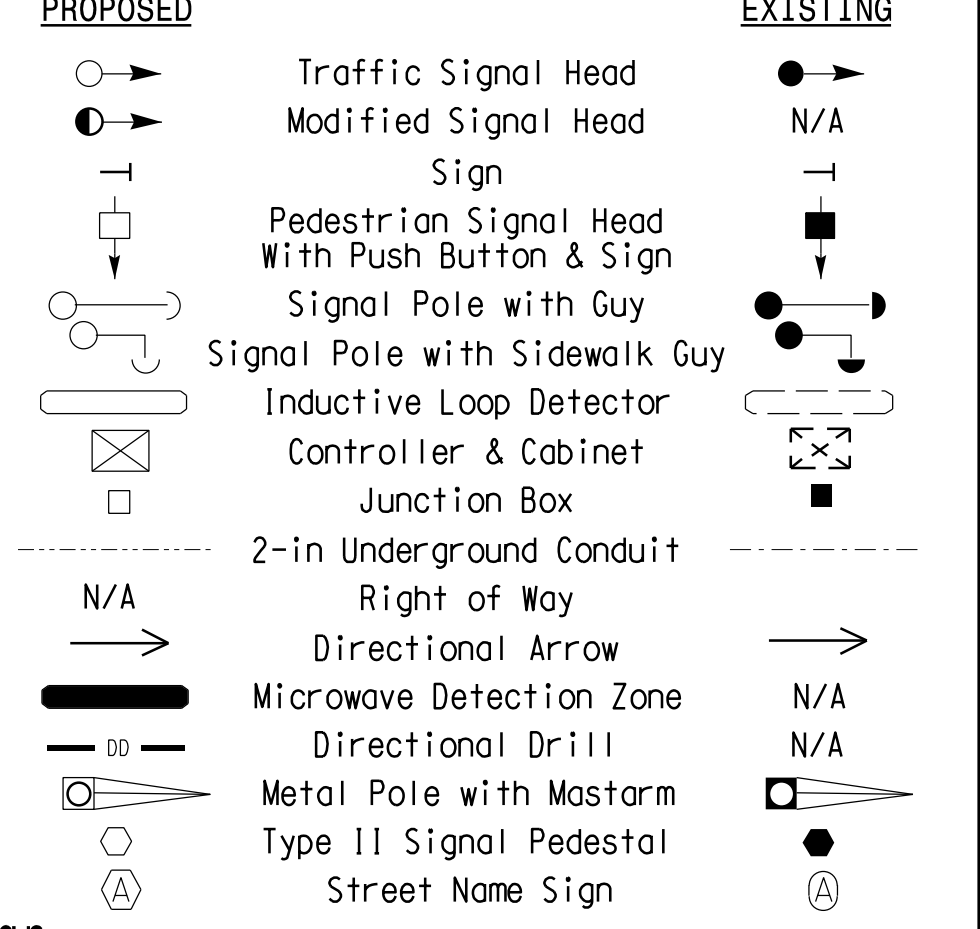 PROPOSED EXISTING
Traffic Signal Head
Modified Signal Head N/A
Sign
Pedestrian Signal Head
With Push Button & Sign
Signal Pole with Guy
Signal Pole with Sidewalk Guy
Inductive Loop Detector
Controller & Cabinet
Junction Box
2-in Underground Conduit
N/A Right of Way
Directional Arrow
Microwave Detection Zone N/A
DD Directional Drill N/A
Metal Pole with Mastarm
Type II Signal Pedestal
A Street Name Sign A